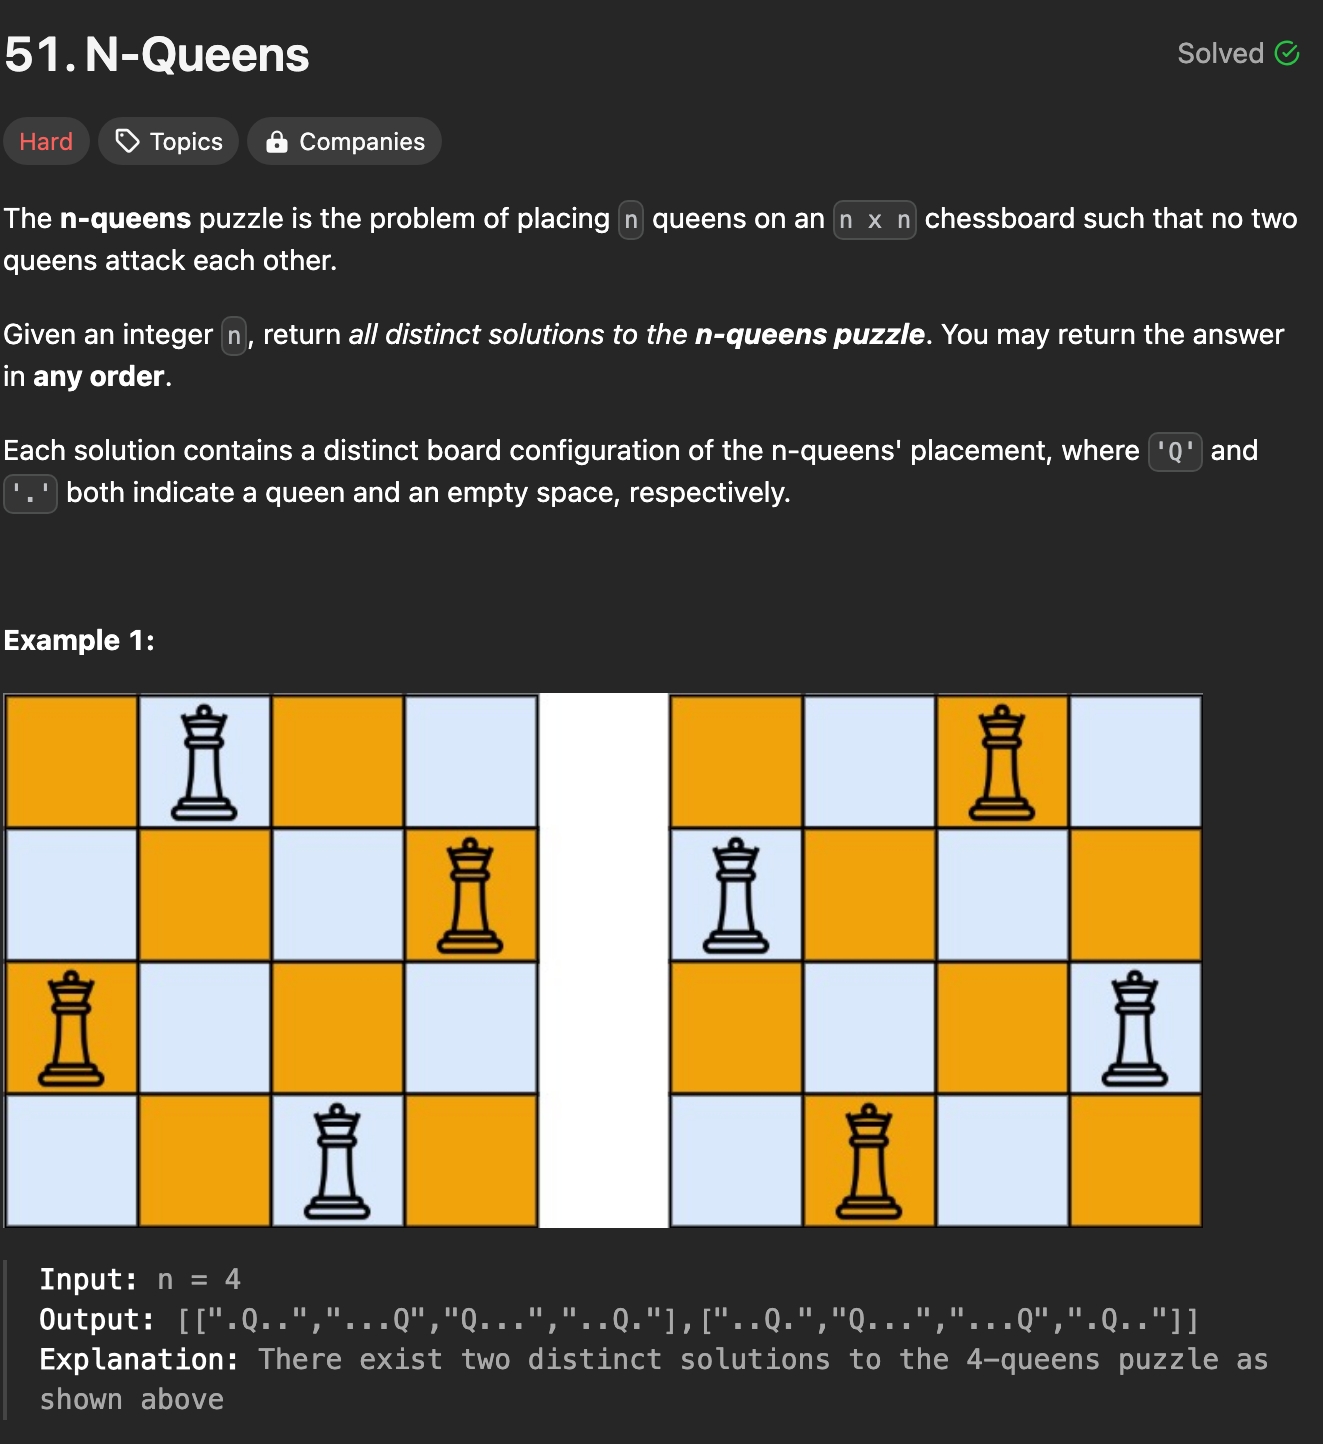 51. N-Queens
Solved
Hard
Topics
Companies
The n-queens puzzle is the problem of placing n queens on an n x n chessboard such that no two
queens attack each other.
Given an integer n, return all distinct solutions to the n-queens puzzle. You may return the answer
in any order.
Each solution contains a distinct board configuration of the n-queens' placement, where 'Q' and
'.' both indicate a queen and an empty space, respectively.
Example 1:
Input: n = 4
Output: [[".Q..","...Q","Q...","..Q."],["..Q.","Q...","...Q",".Q.."]]
Explanation: There exist two distinct solutions to the 4-queens puzzle as
shown above